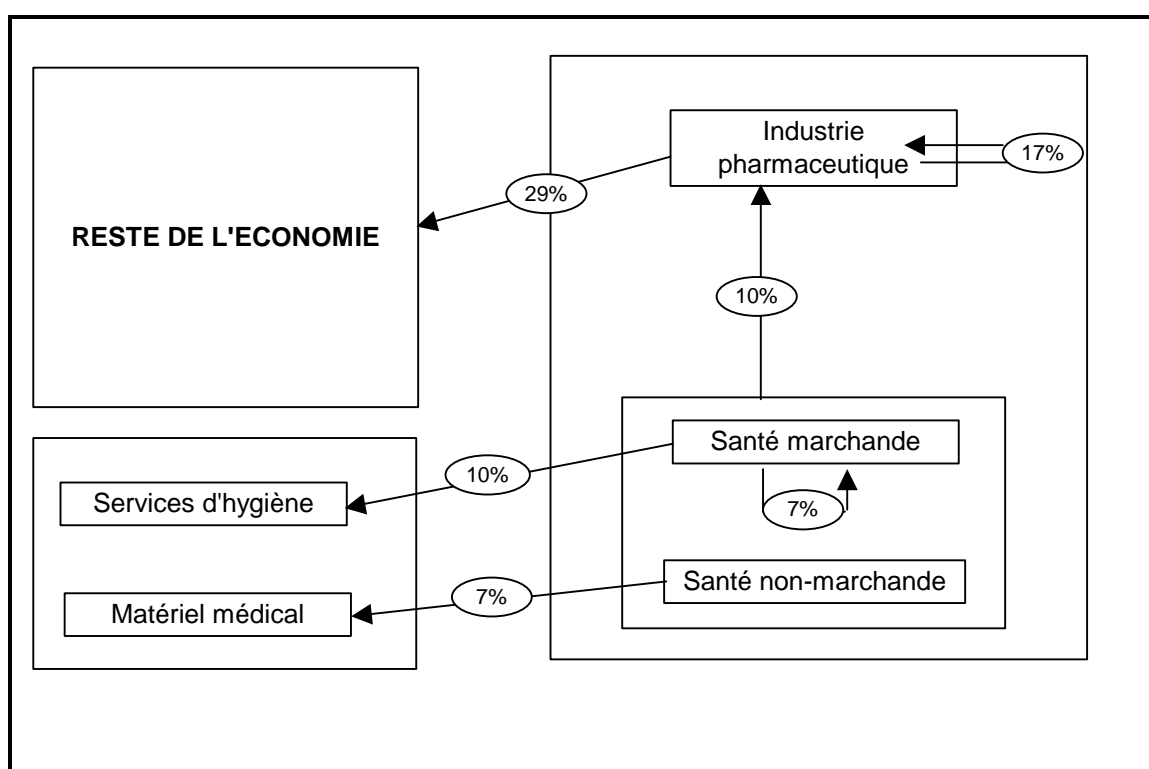 Industrie
pharmaceutique
17%
29%
RESTE DE L'ECONOMIE
10%
Santé marchande
10%
Services d'hygiène
7%
Santé non-marchande
7%
Matériel médical